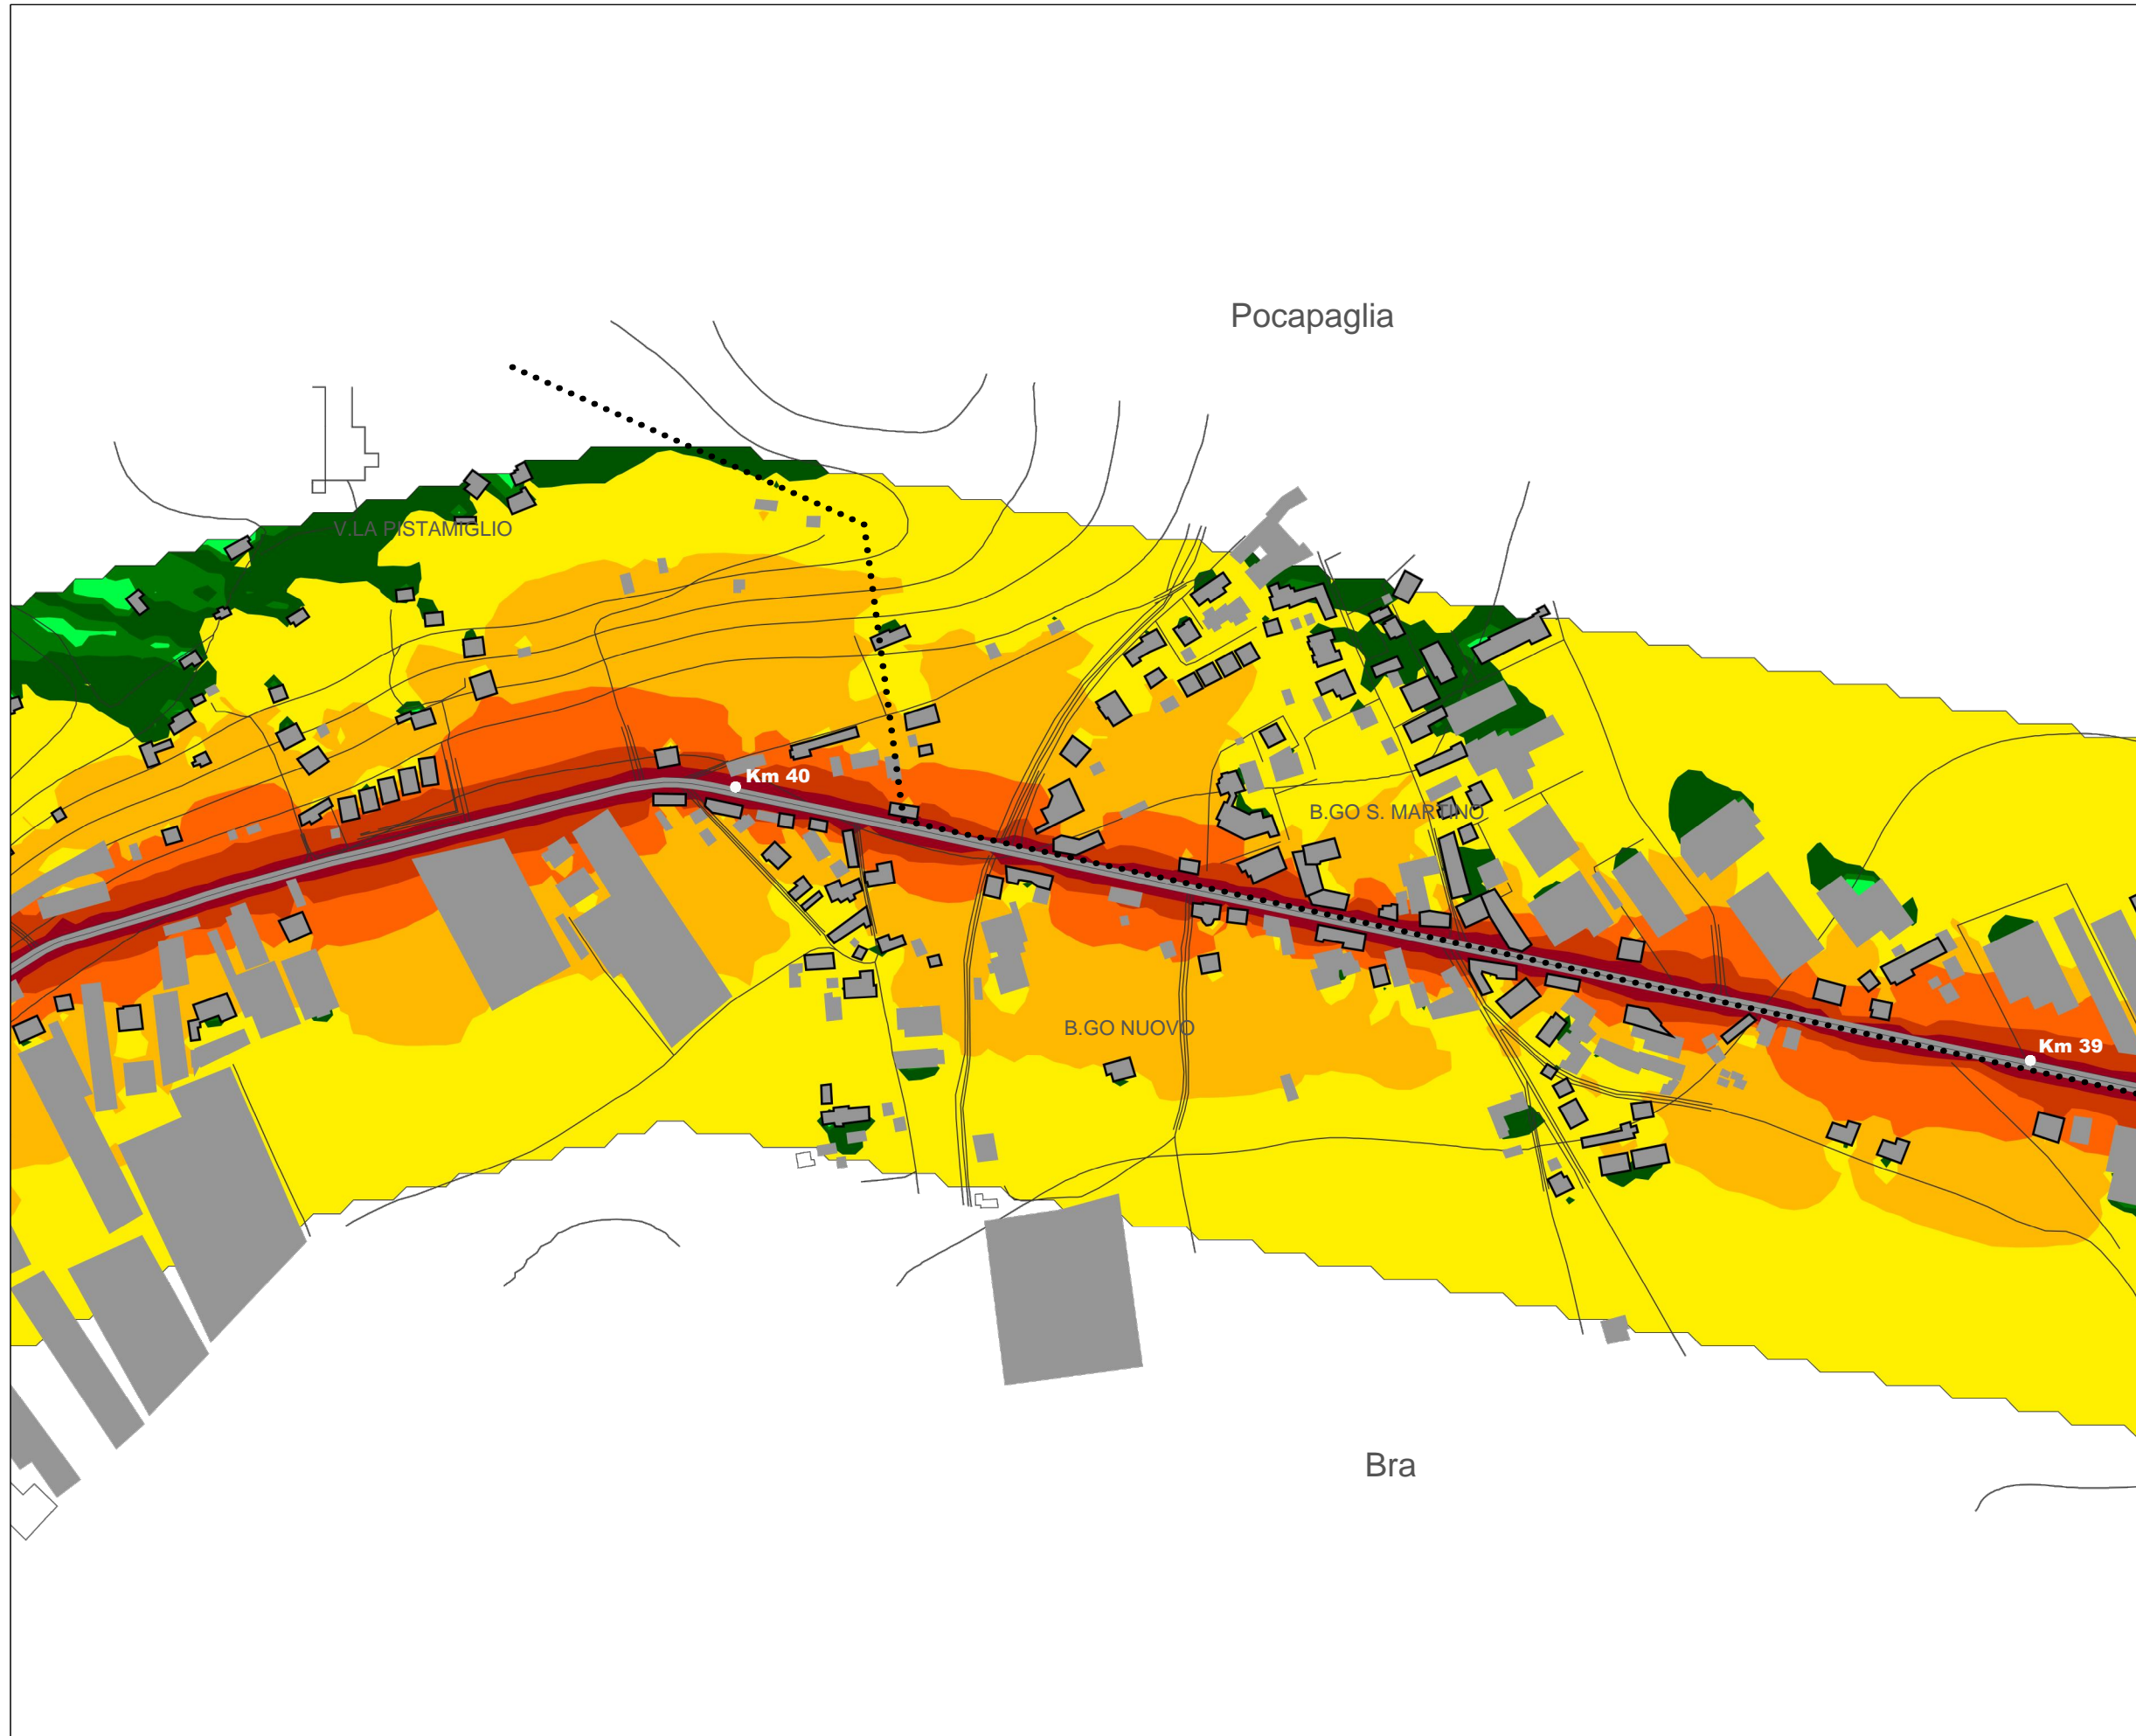 Pocapaglia
V.LA PISTAMIGLIO
Km 40
B.GO S. MARTINO
B.GO NUOVO
Km 39
Bra